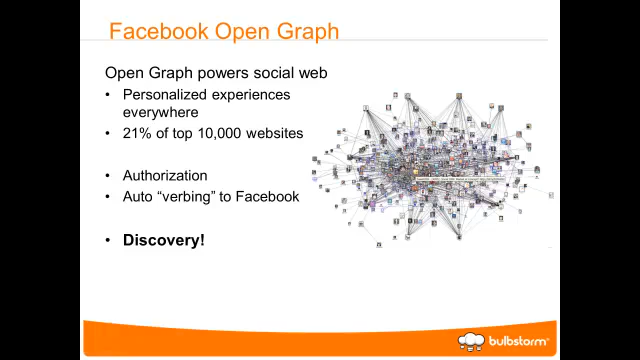 Facebook Open Graph
Open Graph powers social web
• Personalized experiences
everywhere
• 21% of top 10,000 websites
• Authorization
• Auto “verbing” to Facebook
• Discovery!
bulbstorm